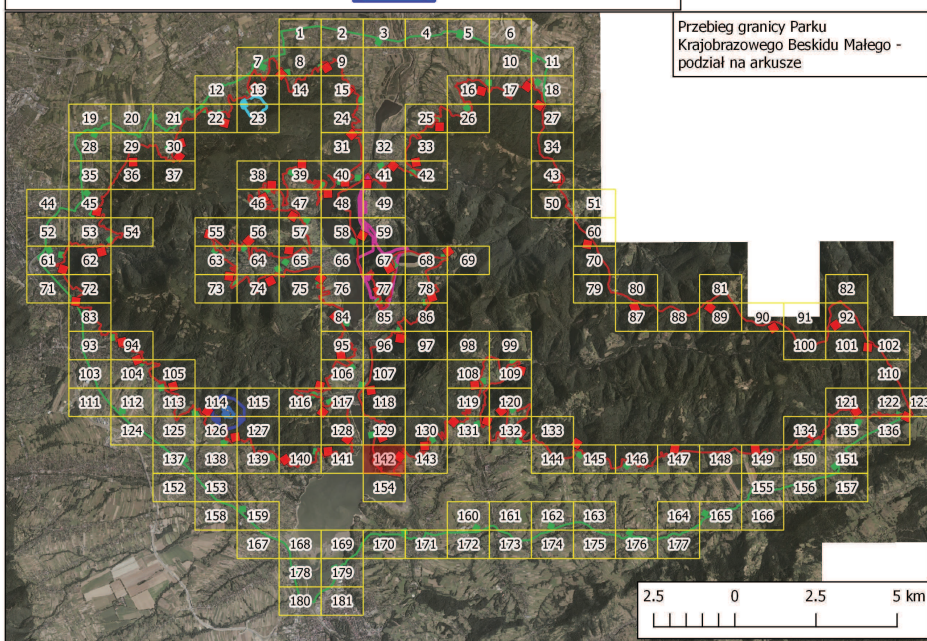 Przebieg granicy Parku
Krajobrazowego Beskidu Małego -
podział na arkusze
1 2 3 4 5 6
7 8 9 10 11
12 13 14 15 16 17 18
19 20 21 22 23 24 25 26 27
28 29 30 31 32 33 34
35 36 37 38 39 40 41 42 43
44 45 46 47 48 49 50 51
52 53 54 55 56 57 58 59 60
61 62 63 64 65 66 67 68 69 70
71 72 73 74 75 76 77 78 79 80 81 82
83 84 85 86 87 88 89 90 91 92
93 94 95 96 97 98 99 100 101 102
103 104 105 106 107 108 109 110
111 112 113 114 115 116 117 118 119 120 121 122 123
124 125 126 127 128 129 130 131 132 133 134 135 136
137 138 139 140 141 142 143 144 145 146 147 148 149 150 151
152 153 154 155 156 157
158 159 160 161 162 163 164 165 166
167 168 169 170 171 172 173 174 175 176 177
178 179
180 181
2.5 0 2.5 5 km